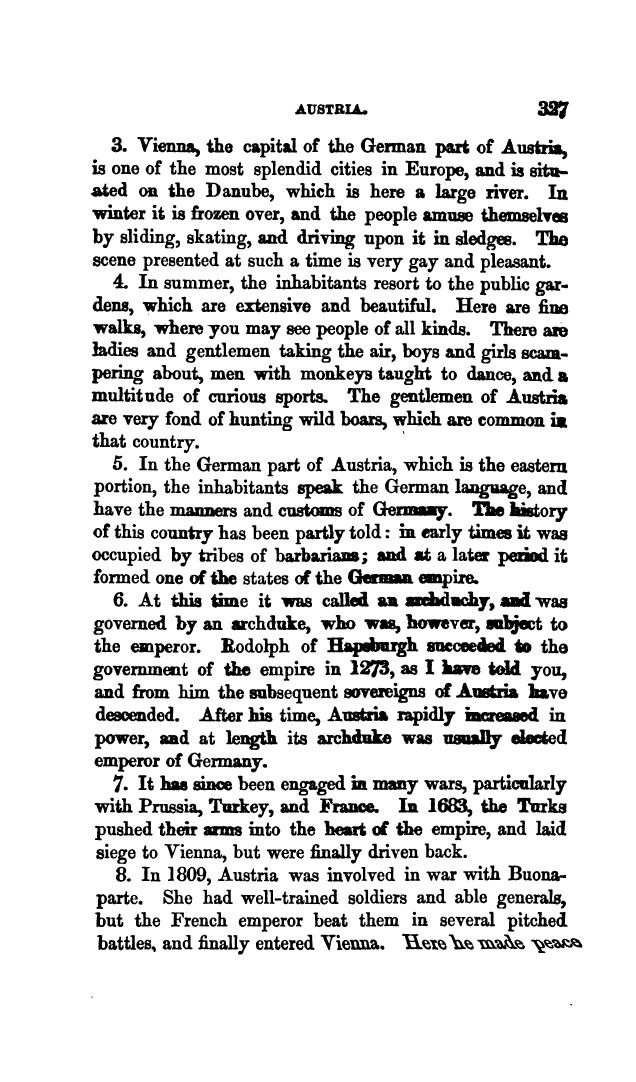 AUSTRIA. 327
3. Vienna, the capital of the German part of Austria,
is one of the most splendid cities in Europe, and is situ-
ated on the Danube, which is here a large river. In
winter it is frozen over, and the people amuse themselves
by sliding, skating, and driving upon it in sledges. The
scene presented at such a time is very gay and pleasant.
4. In summer, the inhabitants resort to the public gar-
dens, which are extensive and beautiful. Here are fine
walks, where you may see people of all kinds. There are
ladies and gentlemen taking the air, boys and girls scam-
pering about, men with monkeys taught to dance, and a
multitude of curious sports. The gentlemen of Austria
are very fond of hunting wild boars, which are common in
that country.
5. In the German part of Austria, which is the eastern
portion, the inhabitants speak the German language, and
have the manners and customs of Germany. The history
of this country has been partly told: in early times it was
occupied by tribes of barbarians; and at a later period it
formed one of the states of the German empire.
6. At this time it was called an archduchy, and was
governed by an archduke, who was, however, subject to
the emperor. Rodolph of Hapsburgh succeeded to the
government of the empire in 1273, as I have told you,
and from him the subsequent sovereigns of Austria have
descended. After his time, Austria rapidly increased in
power, and at length its archduke was usually elected
emperor of Germany.
7. It has since been engaged in many wars, particularly
with Prussia, Turkey, and France. In 1683, the Turks
pushed their arms into the heart of the empire, and laid
siege to Vienna, but were finally driven back.
8. In 1809, Austria was involved in war with Buona-
parte. She had well-trained soldiers and able generals,
but the French emperor beat them in several pitched
battles, and finally entered Vienna. Here he made peace